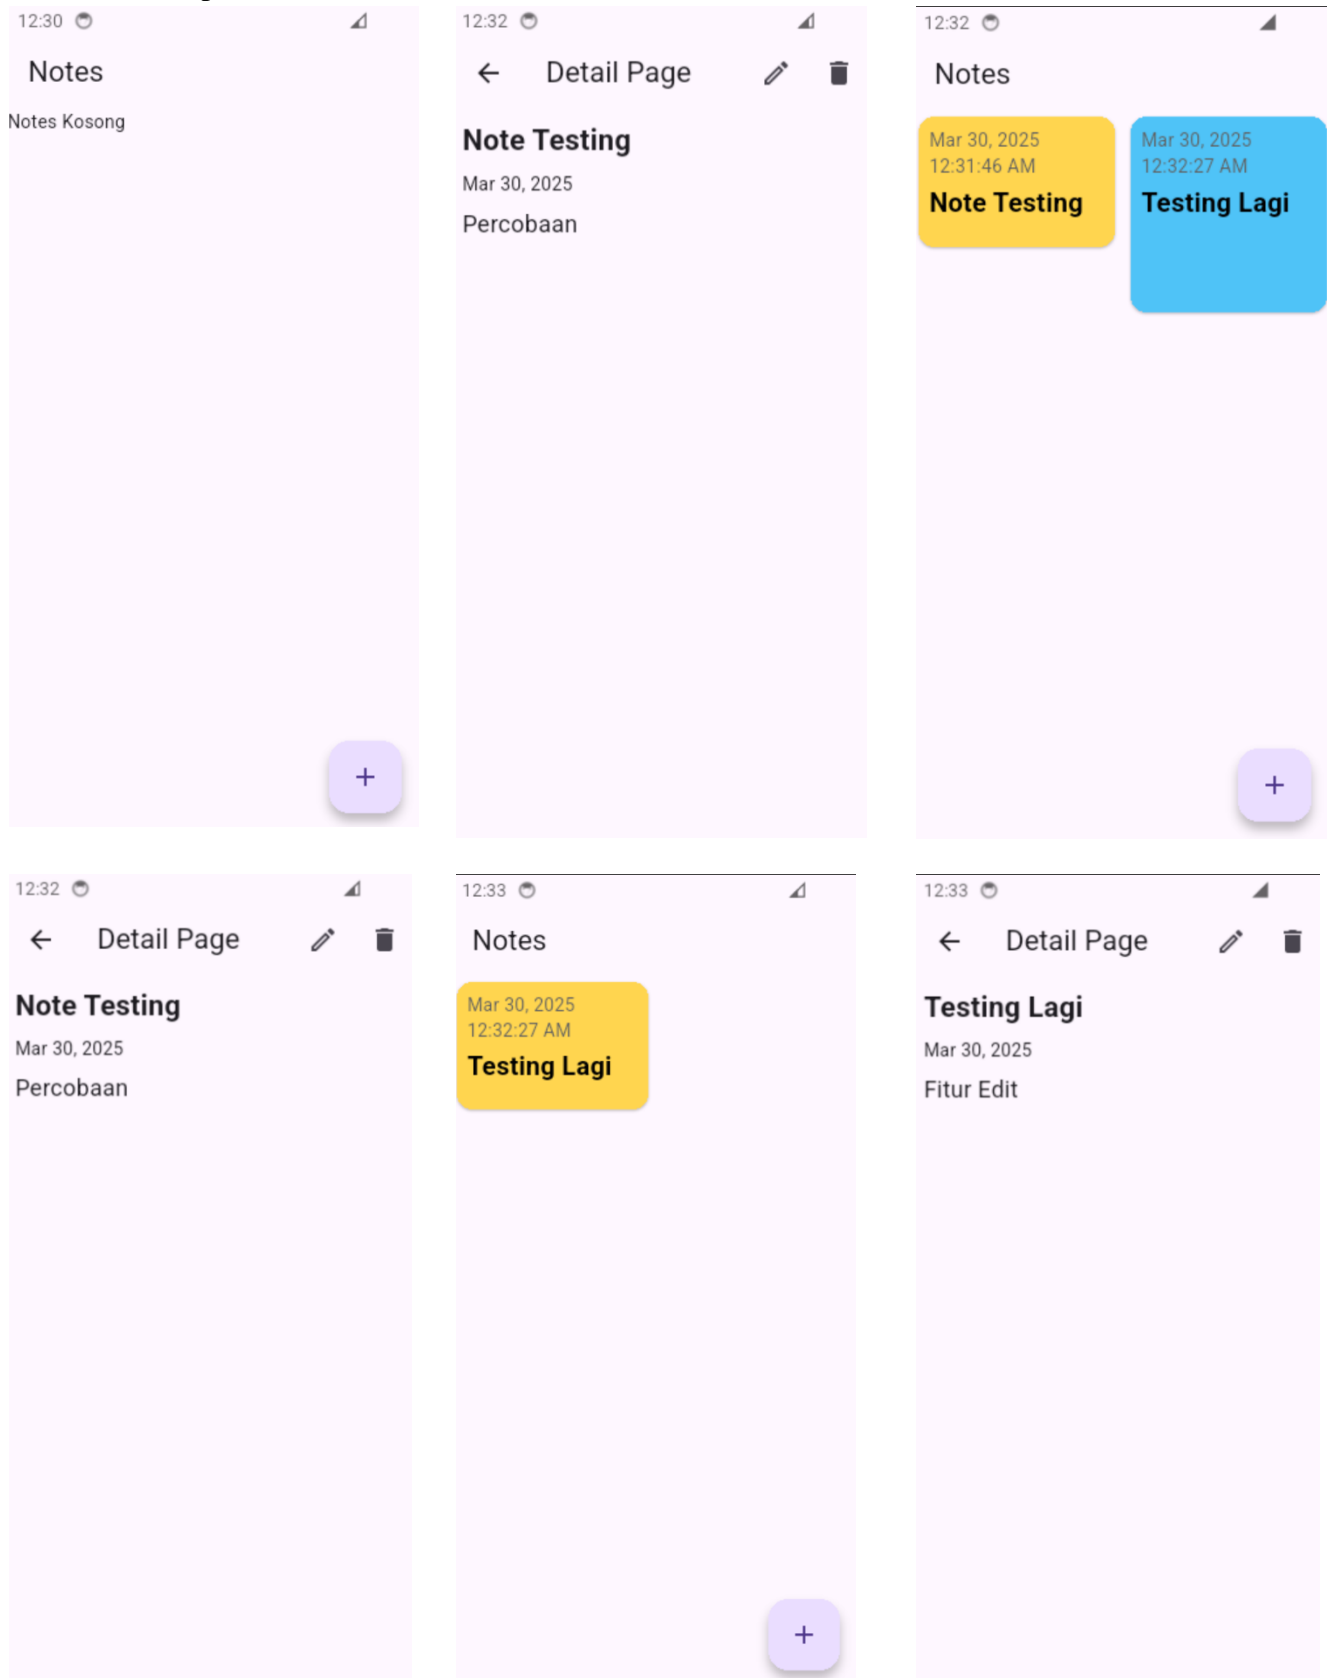 12:30
Notes
Notes Kosong
+
12:32
Detail Page
Note Testing
Mar 30, 2025
Percobaan
12:32
Notes
Mar 30, 2025
12:31:46 AM
Note Testing
Mar 30, 2025
12:32:27 AM
Testing Lagi
+
12:32
Detail Page
Note Testing
Mar 30, 2025
Percobaan
12:33
Notes
Mar 30, 2025
12:32:27 AM
Testing Lagi
+
12:33
Detail Page
Testing Lagi
Mar 30, 2025
Fitur Edit